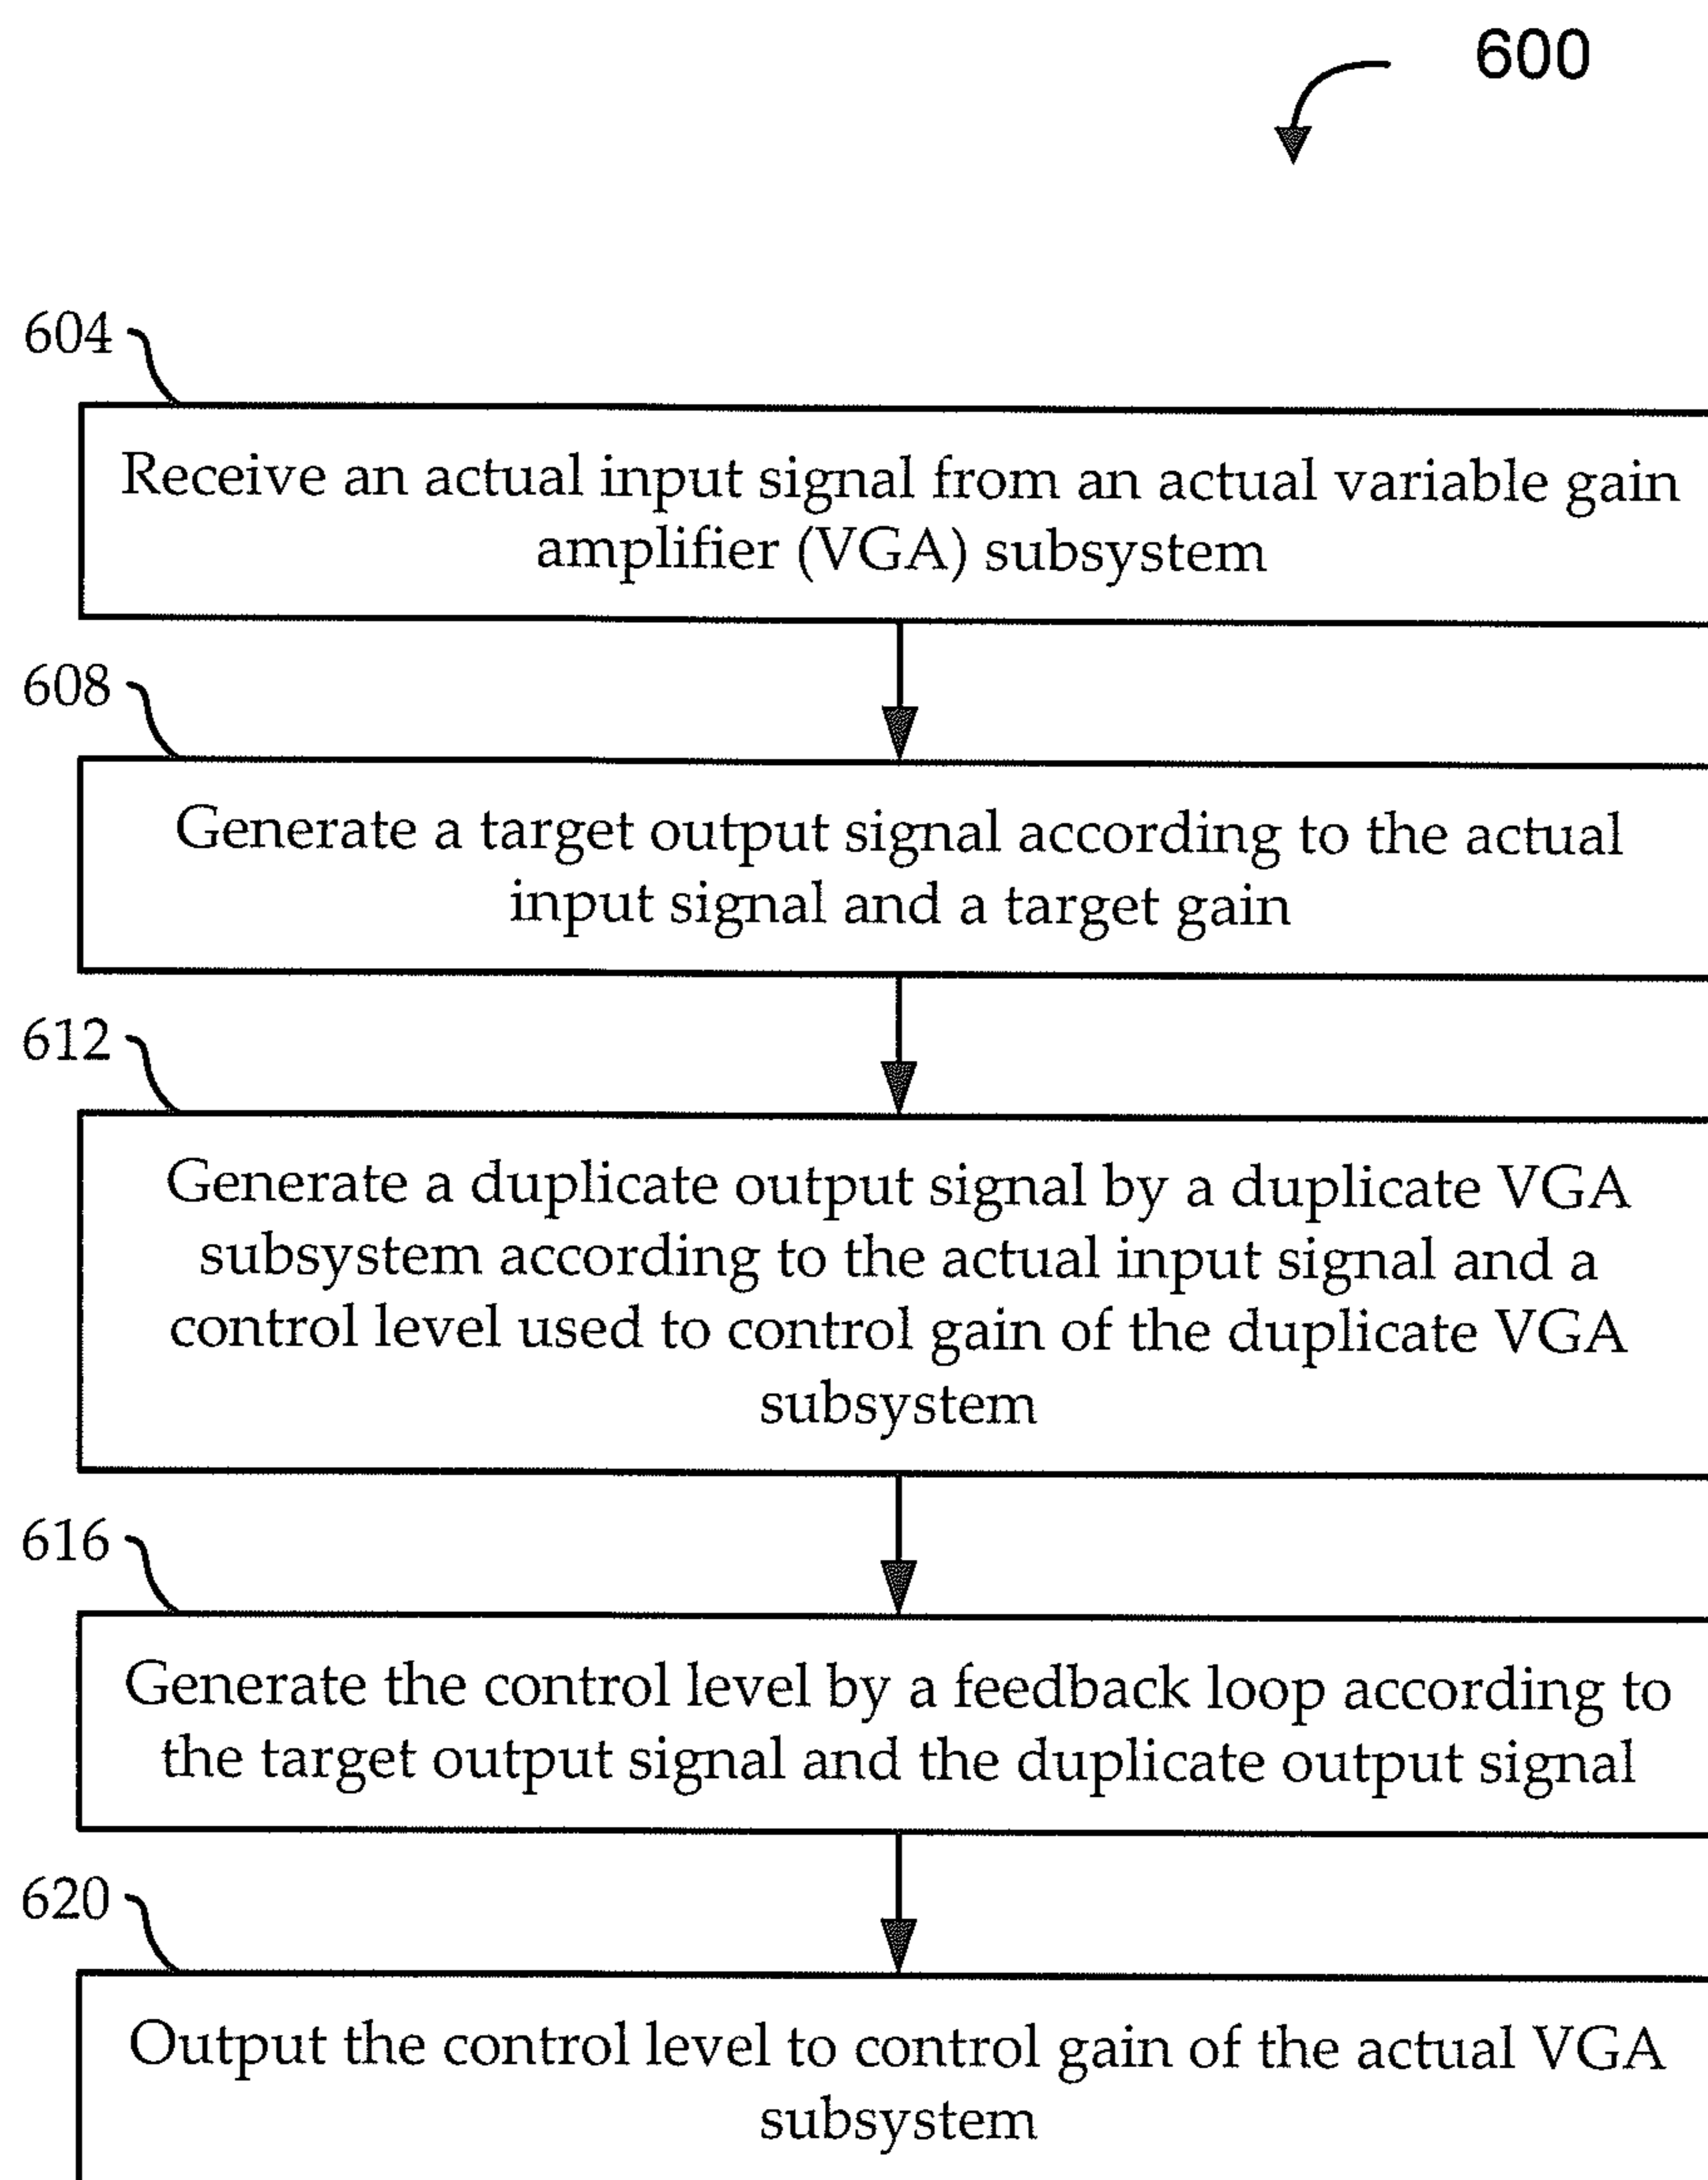 600
604
Receive an actual input signal from an actual variable gain
amplifier (VGA) subsystem
608
Generate a target output signal according to the actual
input signal and a target gain
612
Generate a duplicate output signal by a duplicate VGA
subsystem according to the actual input signal and a
control level used to control gain of the duplicate VGA
subsystem
616
Generate the control level by a feedback loop according to
the target output signal and the duplicate output signal
620
Output the control level to control gain of the actual VGA
subsystem